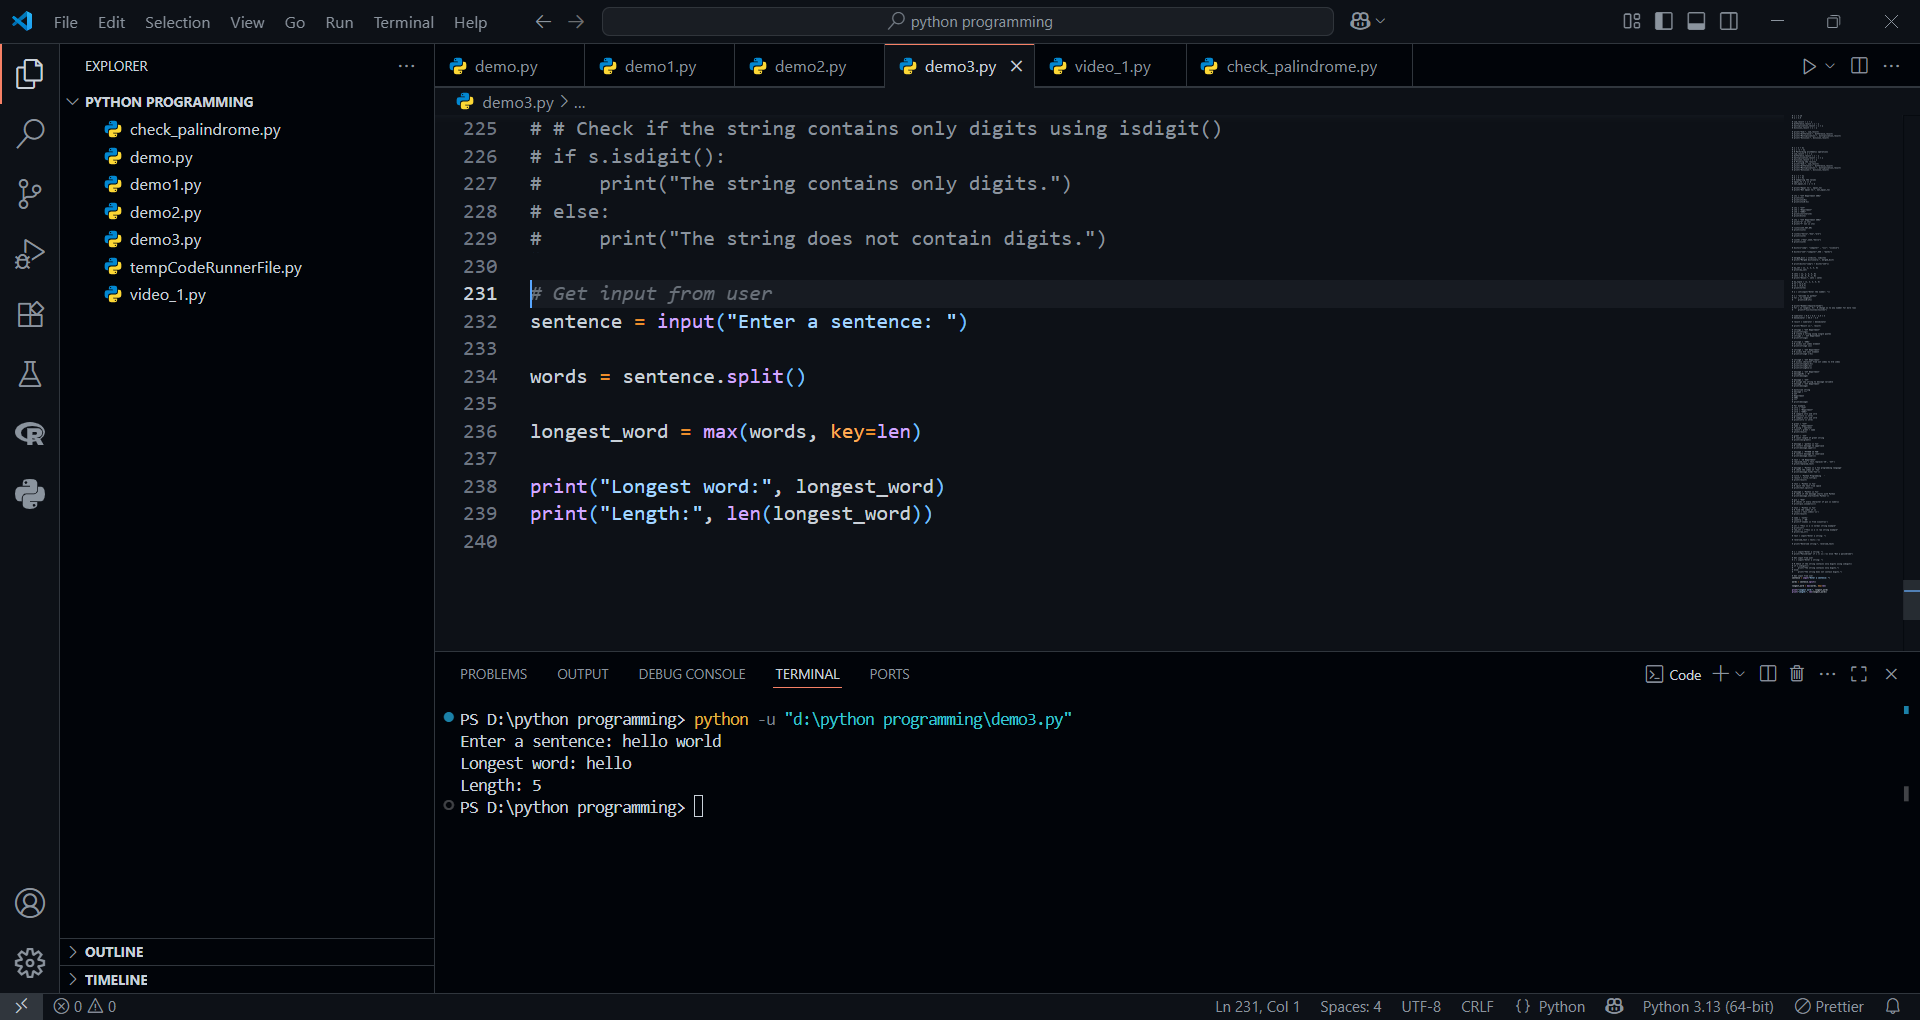 File Edit Selection View Go Run Terminal Help
python programming
EXPLORER
PYTHON PROGRAMMING
check_palindrome.py
demo.py
demo1.py
demo2.py
demo3.py
tempCodeRunnerFile.py
video_1.py
OUTLINE
TIMELINE
demo.py demo1.py demo2.py demo3.py video_1.py check_palindrome.py
demo3.py > ...
225 # # Check if the string contains only digits using isdigit()
226 # if s.isdigit():
227 #     print("The string contains only digits.")
228 # else:
229 #     print("The string does not contain digits.")
230
231 # Get input from user
232 sentence = input("Enter a sentence: ")
233
234 words = sentence.split()
235
236 longest_word = max(words, key=len)
237
238 print("Longest word:", longest_word)
239 print("Length:", len(longest_word))
240
PROBLEMS OUTPUT DEBUG CONSOLE TERMINAL PORTS
Code
PS D:\python programming> python -u "d:\python programming\demo3.py"
Enter a sentence: hello world
Longest word: hello
Length: 5
PS D:\python programming>
0 0
Ln 231, Col 1 Spaces: 4 UTF-8 CRLF {} Python Python 3.13 (64-bit) Prettier